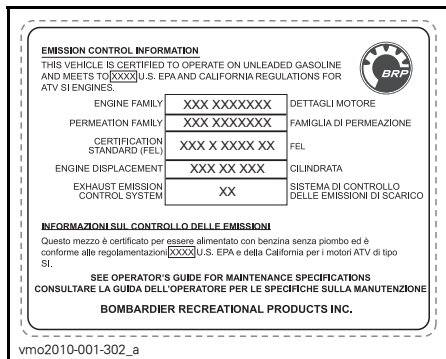 EMISSION CONTROL INFORMATION
THIS VEHICLE IS CERTIFIED TO OPERATE ON UNLEADED GASOLINE
AND MEETS TO XXXX U.S. EPA AND CALIFORNIA REGULATIONS FOR
ATV SI ENGINES.
BRP
ENGINE FAMILY XXX XXXXXXX DETTAGLI MOTORE
PERMEATION FAMILY XXX XXXXXXX FAMIGLIA DI PERMEAZIONE
CERTIFICATION
STANDARD (FEL) XXX X XXXX XX FEL
ENGINE DISPLACEMENT XXX XX XXX CILINDRATA
EXHAUST EMISSION
CONTROL SYSTEM XX SISTEMA DI CONTROLLO
DELLE EMISSIONI DI SCARICO
INFORMAZIONI SUL CONTROLLO DELLE EMISSIONI
Questo mezzo è certificato per essere alimentato con benzina senza piombo ed è
conforme alle regolamentazioni XXXX U.S. EPA e della California per i motori ATV di tipo
SI.
SEE OPERATOR'S GUIDE FOR MAINTENANCE SPECIFICATIONS
CONSULTARE LA GUIDA DELL'OPERATORE PER LE SPECIFICHE SULLA MANUTENZIONE
BOMBARDIER RECREATIONAL PRODUCTS INC.
vmo2010-001-302_a